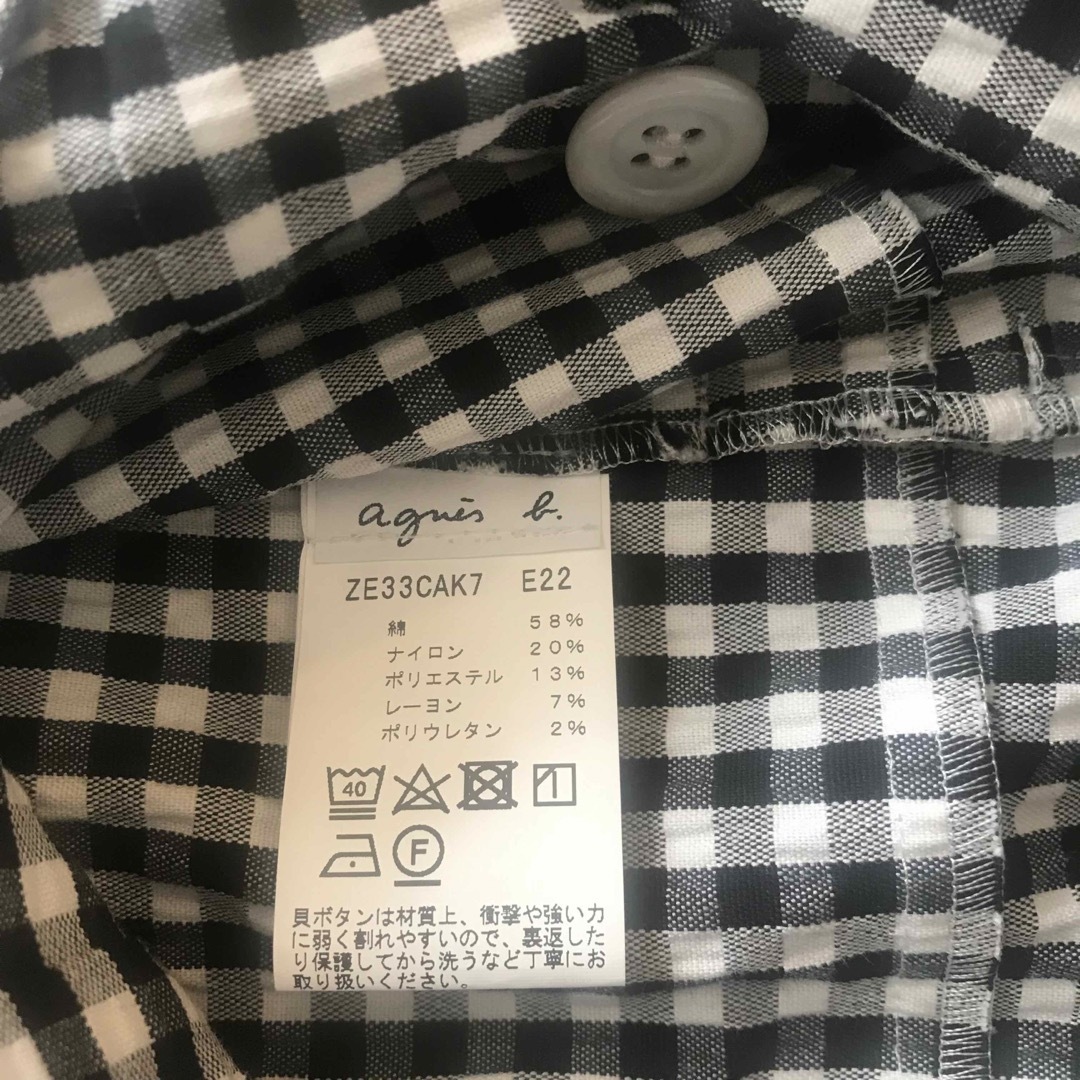 agnès b.
ZE33CAK7 E22
綿 58%
ナイロン 20%
ポリエステル 13%
レーヨン 7%
ポリウレタン 2%
40
F
貝ボタンは材質上、衝撃や強い力
に弱く割れやすいので、裏返した
り保護してから洗うなど丁寧にお
取り扱いください。